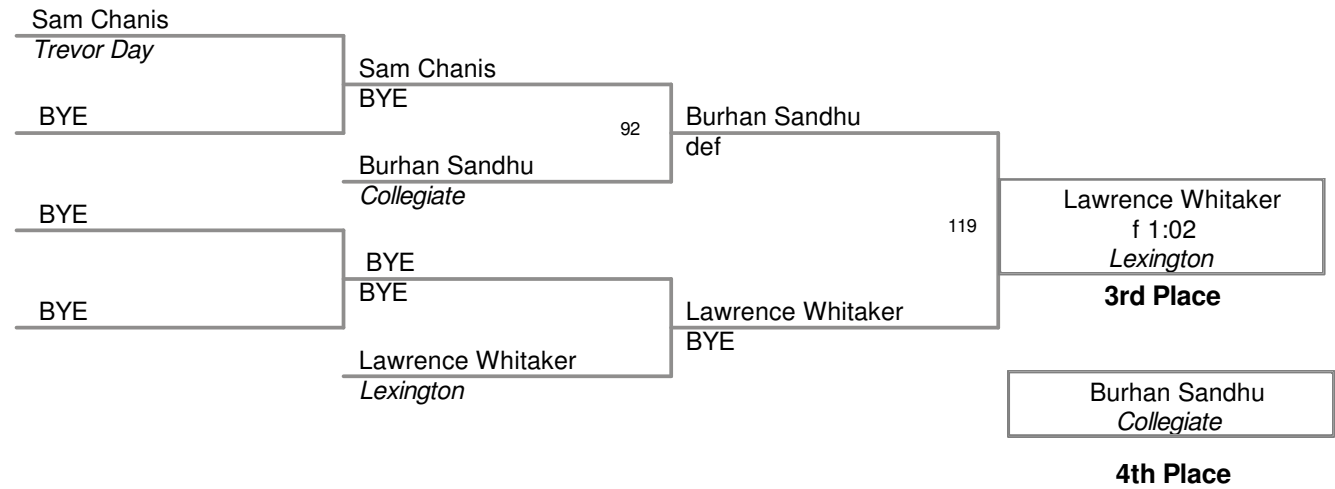 Sam Chanis
Trevor Day
BYE
BYE
BYE
Sam Chanis
BYE
92
Burhan Sandhu
Collegiate
BYE
BYE
Lawrence Whitaker
Lexington
Burhan Sandhu
def
119
Lawrence Whitaker
BYE
Lawrence Whitaker
f 1:02
Lexington
3rd Place
Burhan Sandhu
Collegiate
4th Place